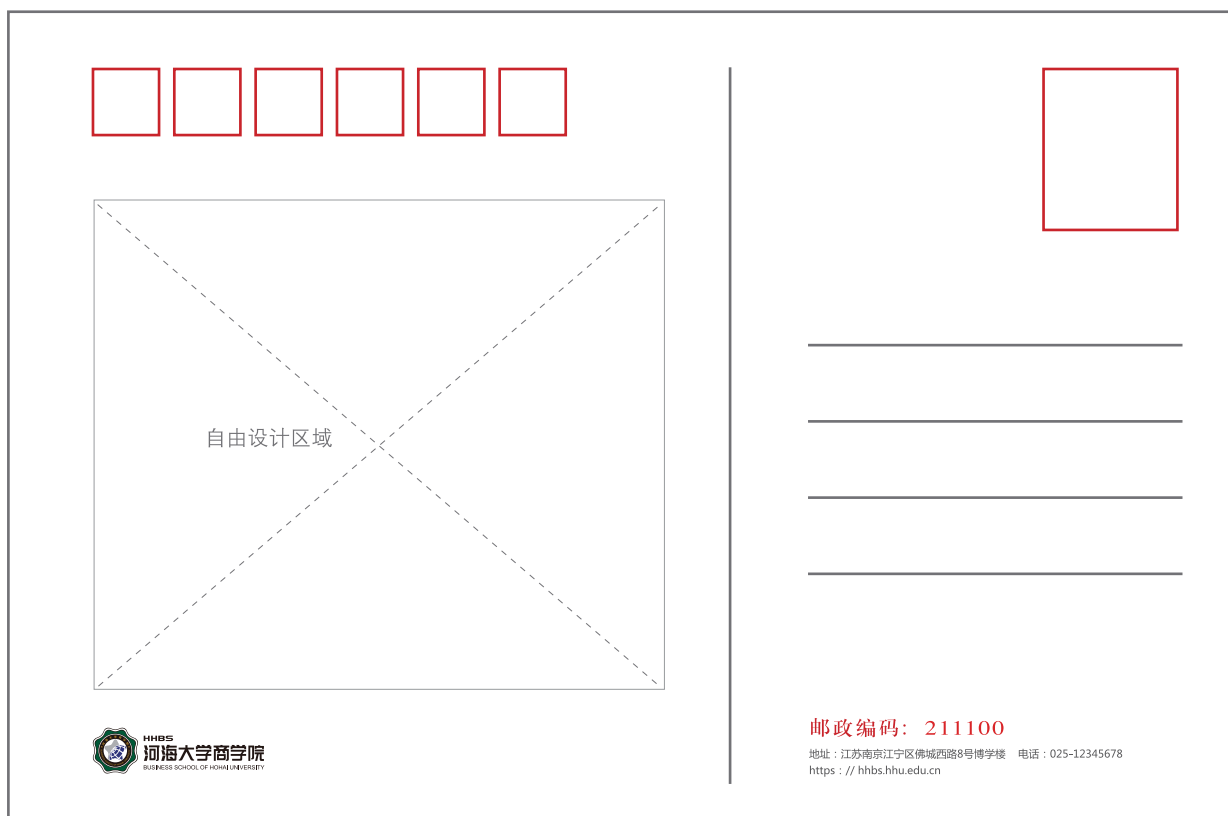 自由设计区域
HHBS
河海大学商学院
BUSINESS SCHOOL OF HOHAI UNIVERSITY
邮政编码：211100
地址：江苏南京江宁区佛城西路8号博学楼 电话：025-12345678
https：// hhbs.hhu.edu.cn